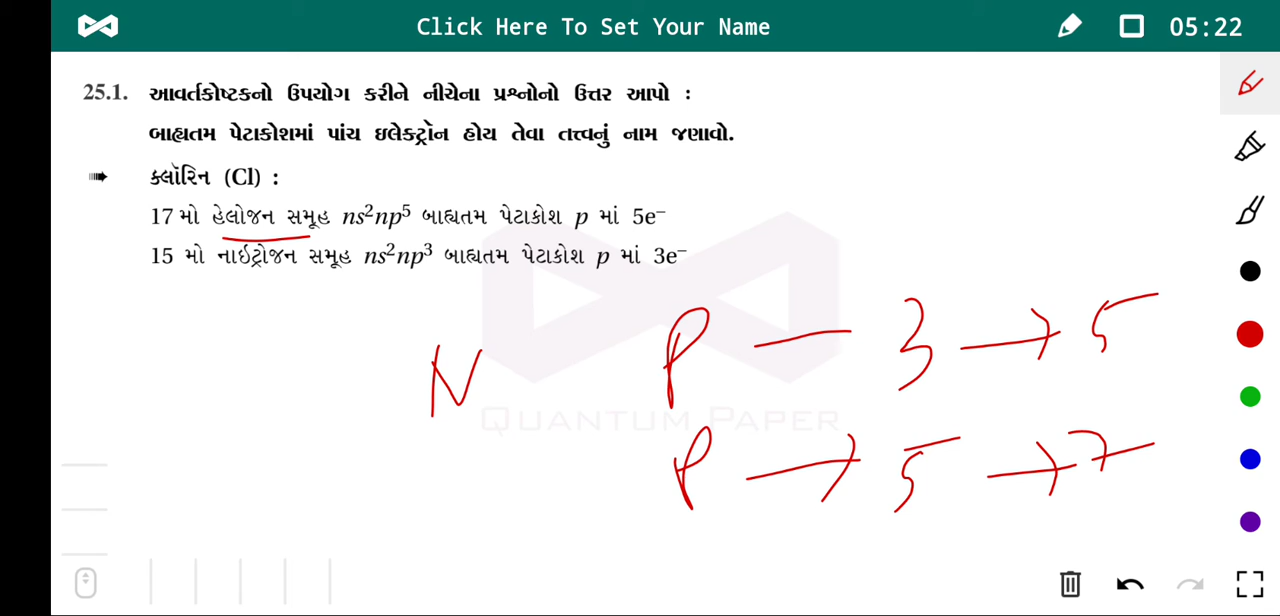 Click Here To Set Your Name
05:22
25.1. આવર્તકોષ્ટકનો ઉપયોગ કરીને નીચેના પ્રશ્નોનો ઉત્તર આપો :
બાહ્યતમ પેટાકોશમાં પાંચ ઇલેક્ટ્રોન હોય તેવા તત્ત્વનું નામ જણાવો.
➠ ક્લૉરિન (Cl) :
17 મો હેલોજન સમૂહ ns²np⁵ બાહ્યતમ પેટાકોશ p માં 5e⁻
15 મો નાઇટ્રોજન સમૂહ ns²np³ બાહ્યતમ પેટાકોશ p માં 3e⁻
N P — 3 → 5
QUANTUM PAPER
P → 5 → 7